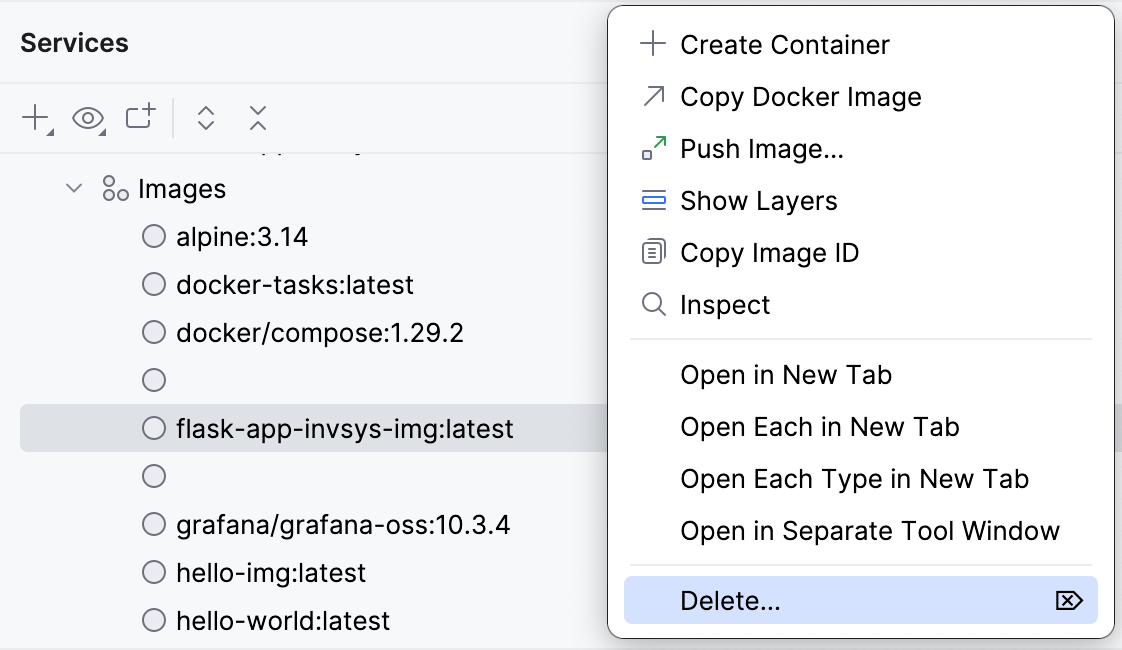 Services
Images
alpine:3.14
docker-tasks:latest
docker/compose:1.29.2
flask-app-invsys-img:latest
grafana/grafana-oss:10.3.4
hello-img:latest
hello-world:latest
Create Container
Copy Docker Image
Push Image...
Show Layers
Copy Image ID
Inspect
Open in New Tab
Open Each in New Tab
Open Each Type in New Tab
Open in Separate Tool Window
Delete...